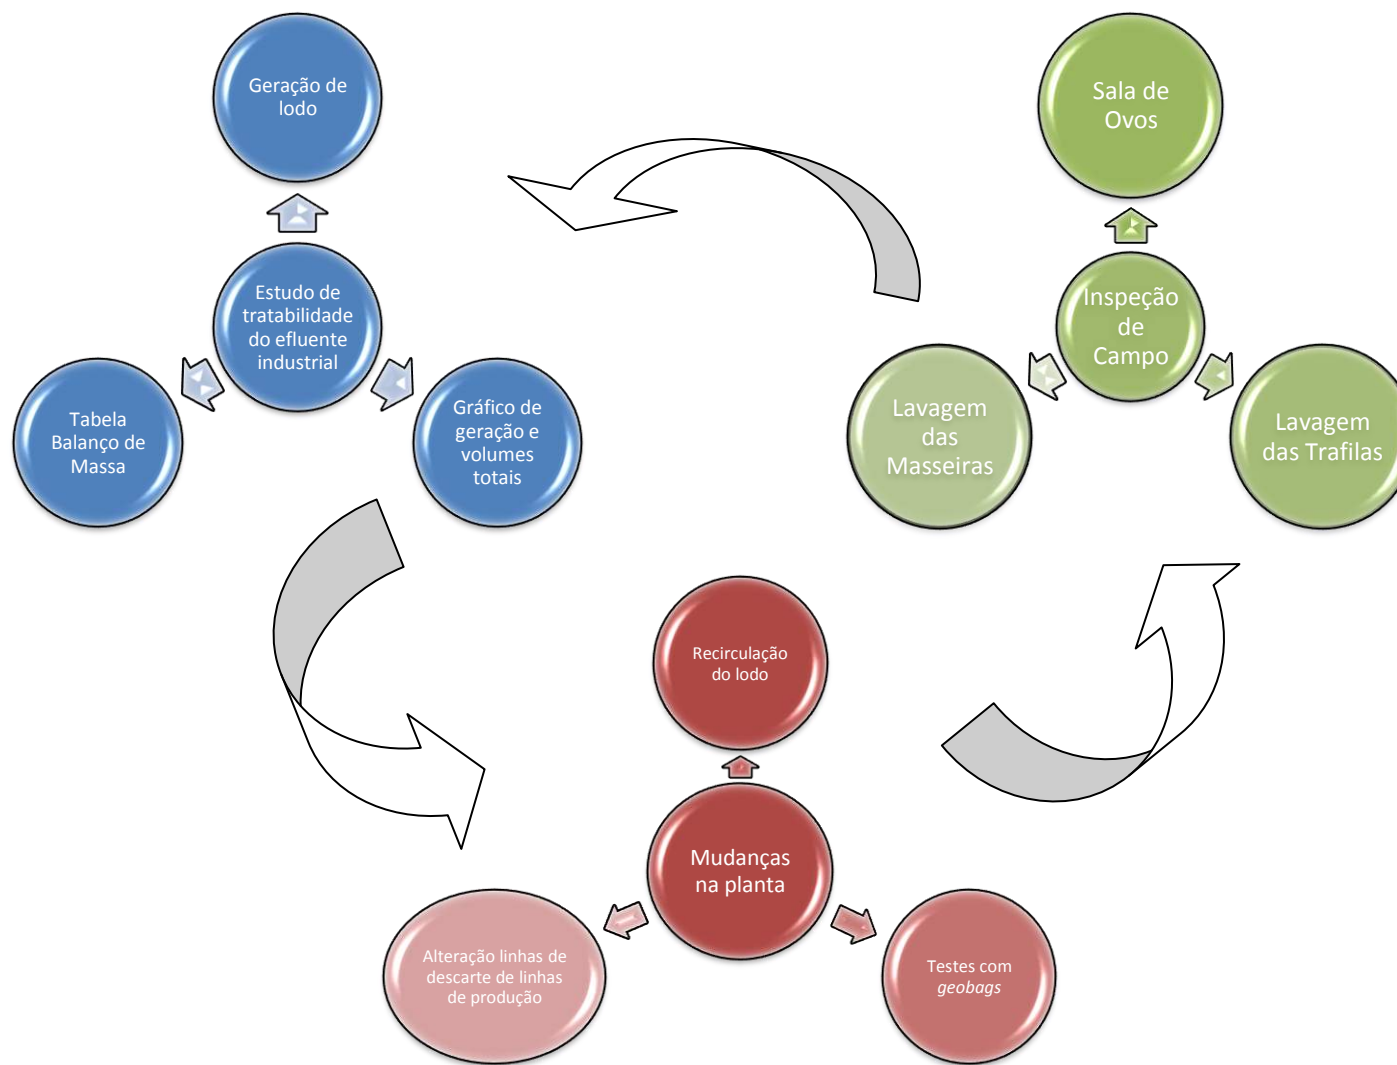 Geração de
lodo
Estudo de
tratabilidade
do efluente
industrial
Tabela
Balanço de
Massa
Gráfico de
geração e
volumes
totais
Sala de
Ovos
Inspeção
de
Campo
Lavagem
das
Masseiras
Lavagem
das Trafilas
Recirculação
do lodo
Mudanças
na planta
Alteração linhas de
descarte de linhas
de produção
Testes com
geobags